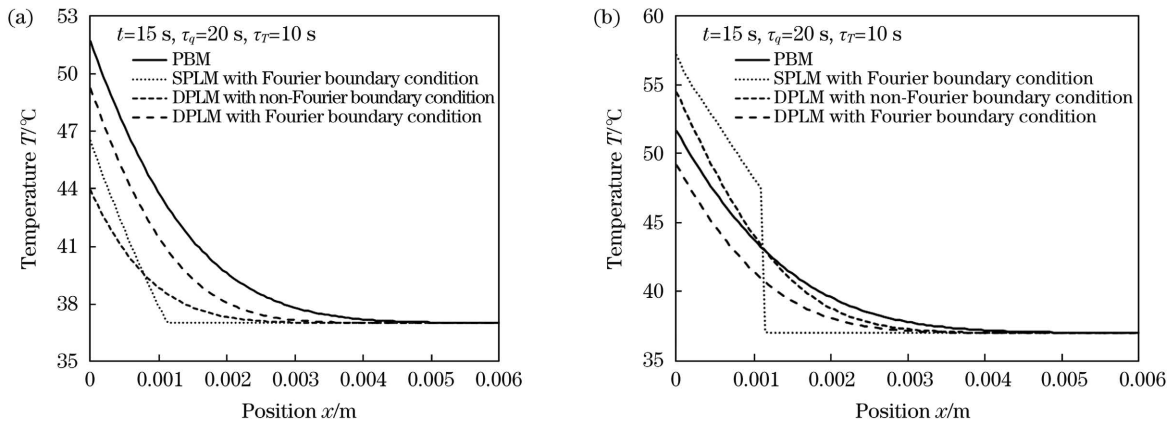 (a)
53
50
47
44
41
38
35
Temperature T/℃
t=15 s, τq=20 s, τT=10 s
PBM
SPLM with Fourier boundary condition
DPLM with non-Fourier boundary condition
DPLM with Fourier boundary condition
0 0.001 0.002 0.003 0.004 0.005 0.006
Position x/m
(b)
60
55
50
45
40
35
Temperature T/℃
t=15 s, τq=20 s, τT=10 s
PBM
SPLM with Fourier boundary condition
DPLM with non-Fourier boundary condition
DPLM with Fourier boundary condition
0 0.001 0.002 0.003 0.004 0.005 0.006
Position x/m